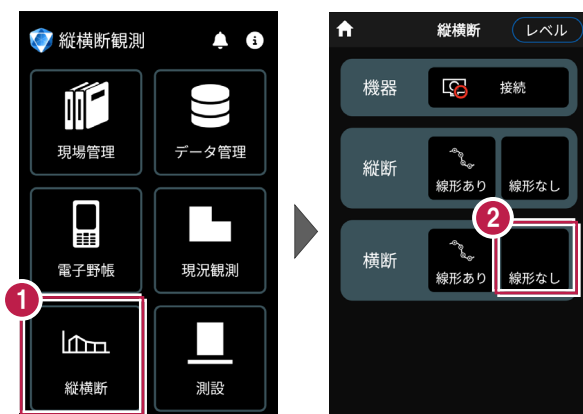 縦横断観測
現場管理
データ管理
電子野帳
現況観測
1
縦横断
測設
縦横断
レベル
機器
接続
縦断
線形あり
線形なし
2
横断
線形あり
線形なし